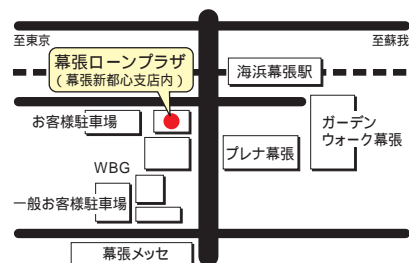 至東京
至蘇我
幕張ローンプラザ
（幕張新都心支店内）
海浜幕張駅
お客様駐車場
ガーデン
ウォーク幕張
プレナ幕張
WBG
一般お客様駐車場
幕張メッセ